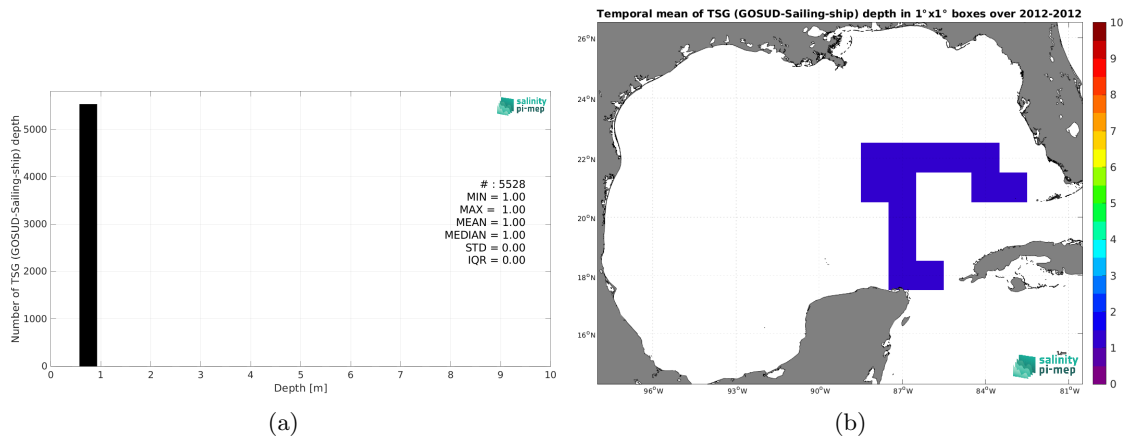 Temporal mean of TSG (GOSUD-Sailing-ship) depth in 1°x1° boxes over 2012-2012
Number of TSG (GOSUD-Sailing-ship) depth
5000
4000
3000
2000
1000
0
0 1 2 3 4 5 6 7 8 9 10
Depth [m]
salinity
pi-mep
# : 5528
MIN = 1.00
MAX = 1.00
MEAN = 1.00
MEDIAN = 1.00
STD = 0.00
IQR = 0.00
(a)
26°N
24°N
22°N
20°N
18°N
16°N
96°W 93°W 90°W 87°W 84°W 81°W
salinity
pi-mep
10
9
8
7
6
5
4
3
2
1
0
(b)